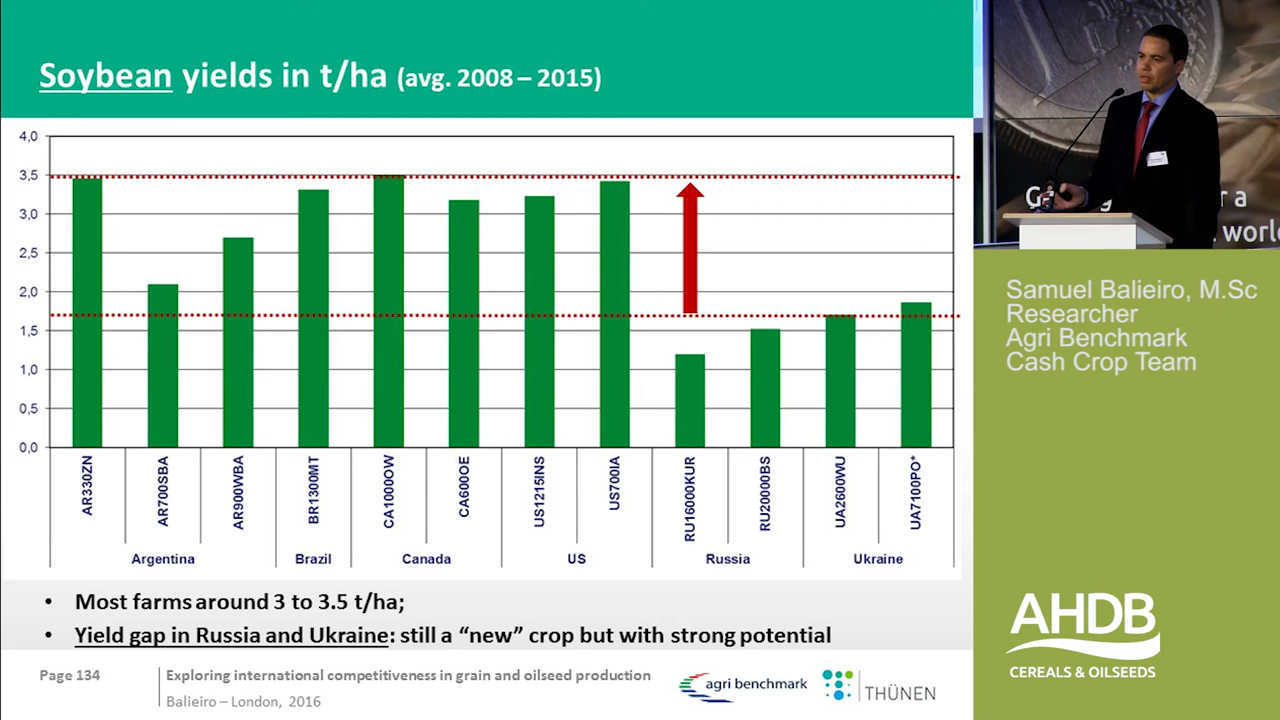 Soybean yields in t/ha (avg. 2008 – 2015)
4,0
3,5
3,0
2,5
2,0
1,5
1,0
0,5
0,0
AR330ZN
AR700SBA
AR900WBA
BR1300MT
CA1000OW
CA600OE
US1215INS
US700IA
RU16000KUR
RU20000BS
UA2600WU
UA7100PO*
Argentina
Brazil
Canada
US
Russia
Ukraine
• Most farms around 3 to 3.5 t/ha;
• Yield gap in Russia and Ukraine: still a “new” crop but with strong potential
Page 134
Exploring international competitiveness in grain and oilseed production
Balieiro – London, 2016
agri benchmark
THÜNEN
r a
worl
Samuel Balieiro, M.Sc
Researcher
Agri Benchmark
Cash Crop Team
AHDB
CEREALS & OILSEEDS